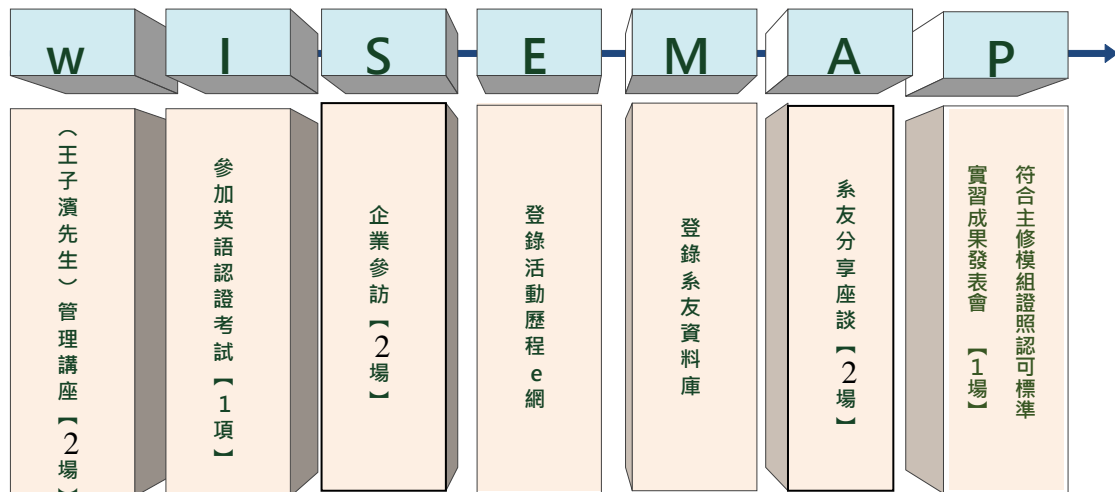 w I S E M A P
（王子濱先生）管理講座【2場】
參加英語認證考試【1項】
企業參訪【2場】
登錄活動歷程e網
登錄系友資料庫
系友分享座談【2場】
符合主修模組證照認可標準
實習成果發表會 【1場】